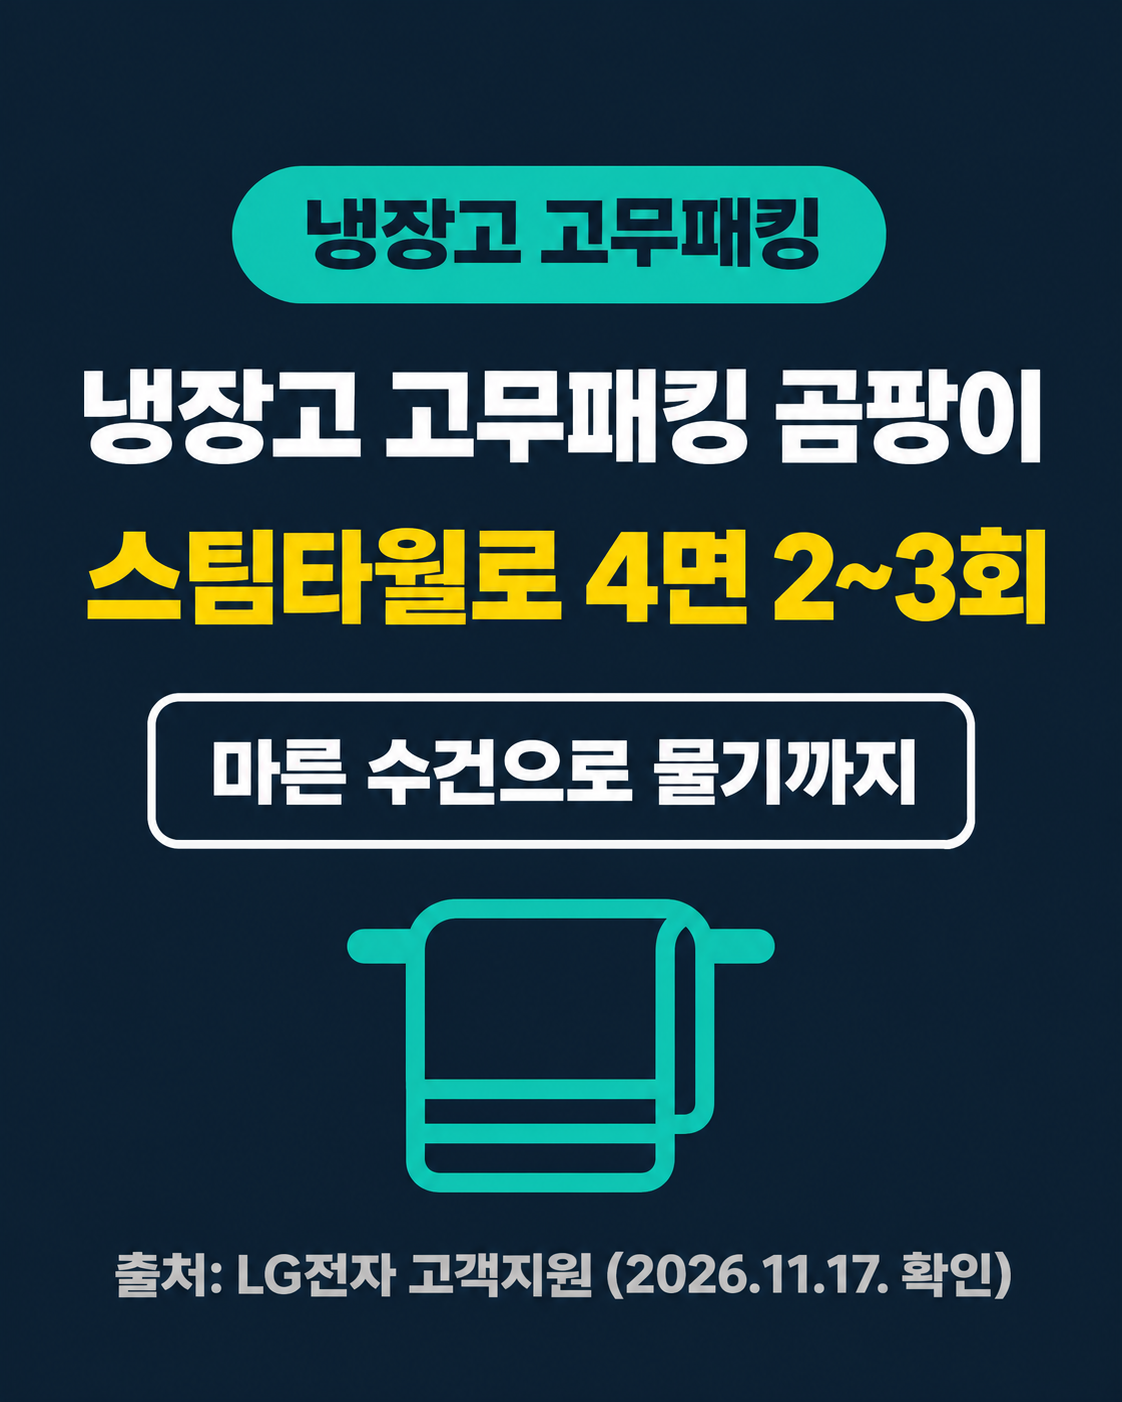 냉장고 고무패킹
냉장고 고무패킹 곰팡이
스팀타월로 4면 2~3회
마른 수건으로 물기까지
출처: LG전자 고객지원 (2026.11.17. 확인)